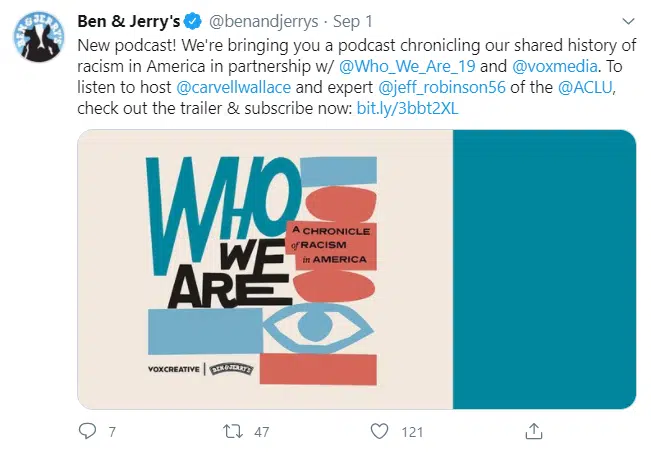 Ben & Jerry's @benandjerrys · Sep 1
New podcast! We're bringing you a podcast chronicling our shared history of
racism in America in partnership w/ @Who_We_Are_19 and @voxmedia. To
listen to host @carvellwallace and expert @jeff_robinson56 of the @ACLU,
check out the trailer & subscribe now: bit.ly/3bbt2XL
BEN & JERRY'S
WHO
WE
ARE
A CHRONICLE
of RACISM
in AMERICA
VOXCREATIVE | BEN & JERRY'S
7 47 121